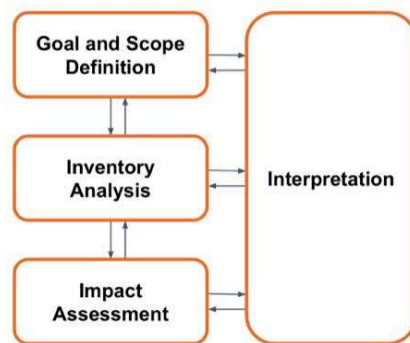 Goal and Scope
Definition
Inventory
Analysis
Interpretation
Impact
Assessment